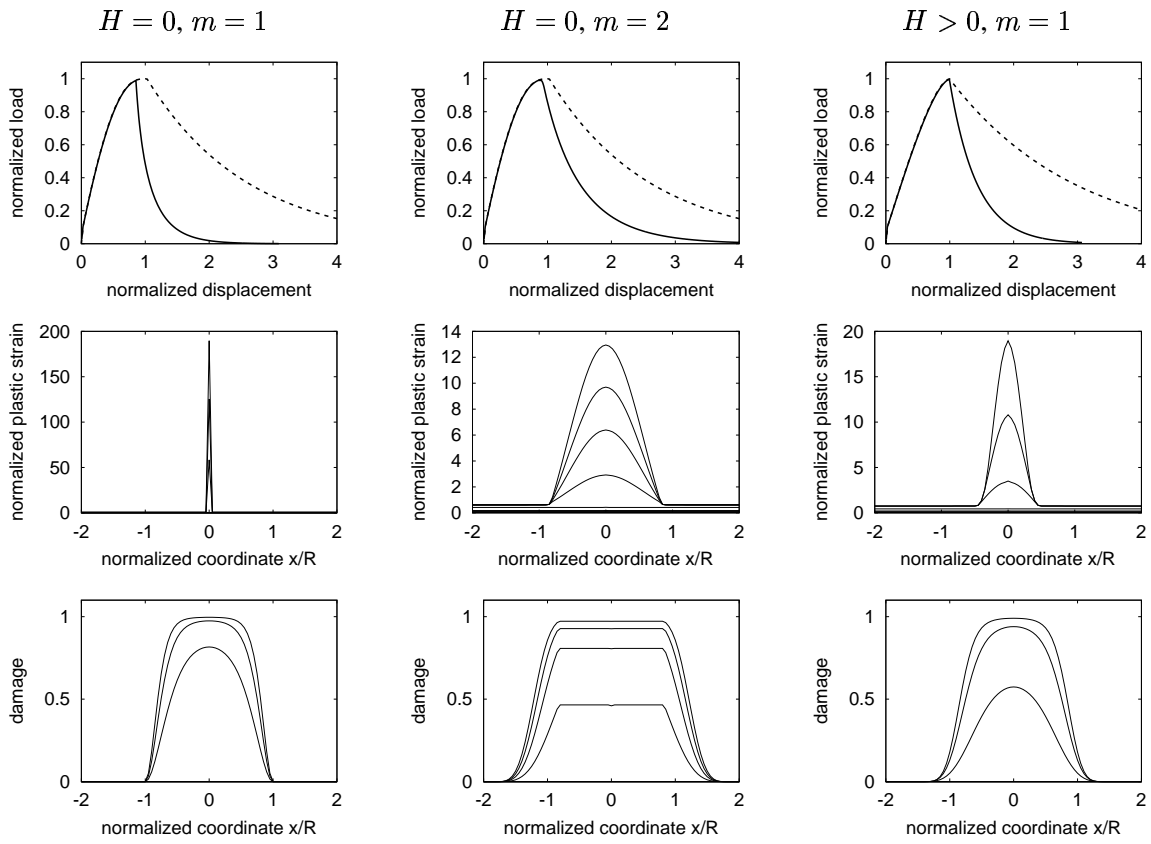 H = 0, m = 1
H = 0, m = 2
H > 0, m = 1
normalized load
1
0.8
0.6
0.4
0.2
0
0 1 2 3 4
normalized displacement
normalized load
1
0.8
0.6
0.4
0.2
0
0 1 2 3 4
normalized displacement
normalized load
1
0.8
0.6
0.4
0.2
0
0 1 2 3 4
normalized displacement
normalized plastic strain
200
150
100
50
0
-2 -1 0 1 2
normalized coordinate x/R
normalized plastic strain
14
12
10
8
6
4
2
0
-2 -1 0 1 2
normalized coordinate x/R
normalized plastic strain
20
15
10
5
0
-2 -1 0 1 2
normalized coordinate x/R
damage
1
0.5
0
-2 -1 0 1 2
normalized coordinate x/R
damage
1
0.5
0
-2 -1 0 1 2
normalized coordinate x/R
damage
1
0.5
0
-2 -1 0 1 2
normalized coordinate x/R